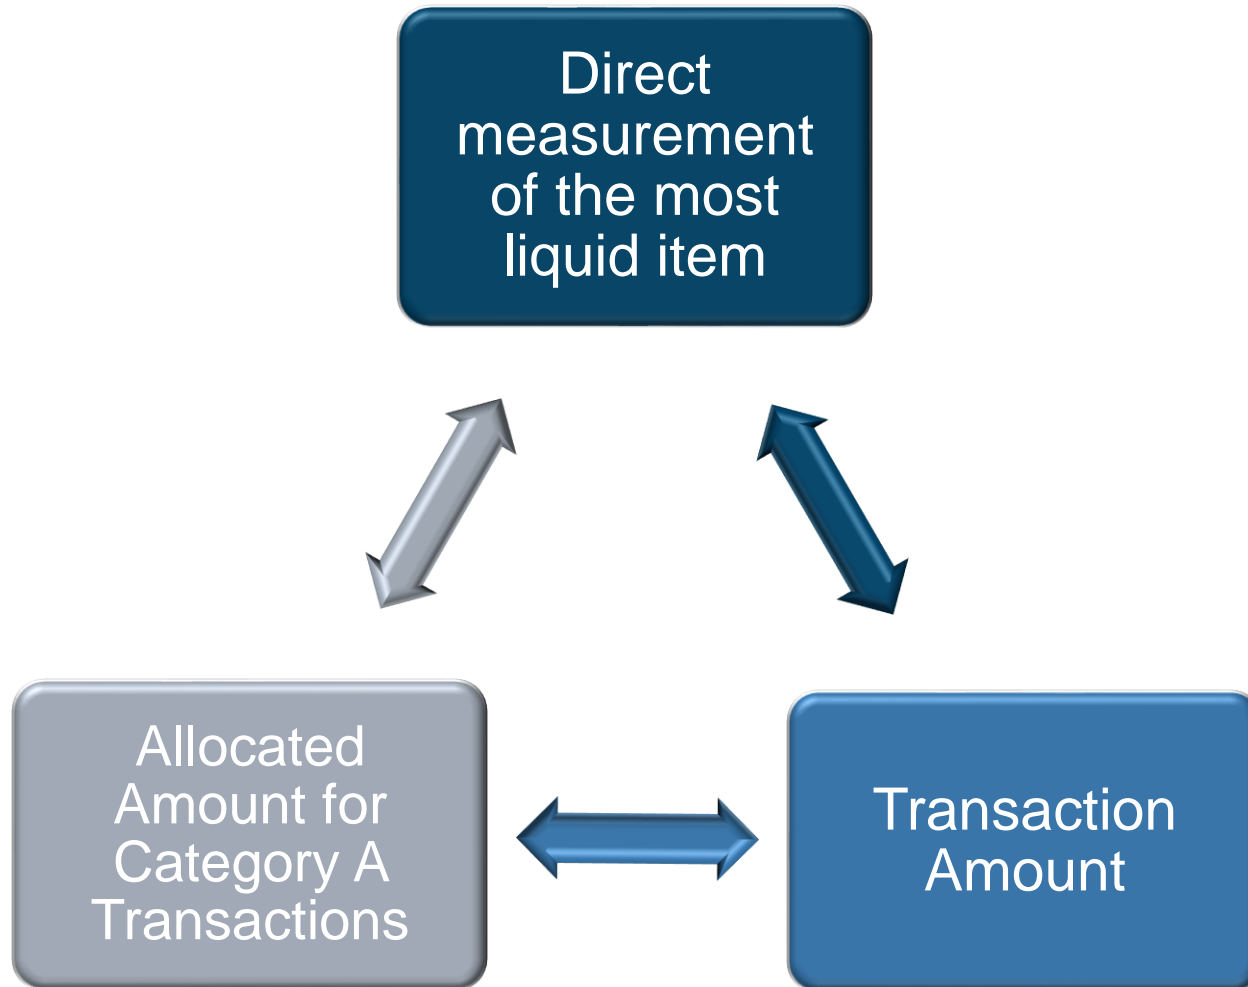 Direct
measurement
of the most
liquid item
Allocated
Amount for
Category A
Transactions
Transaction
Amount